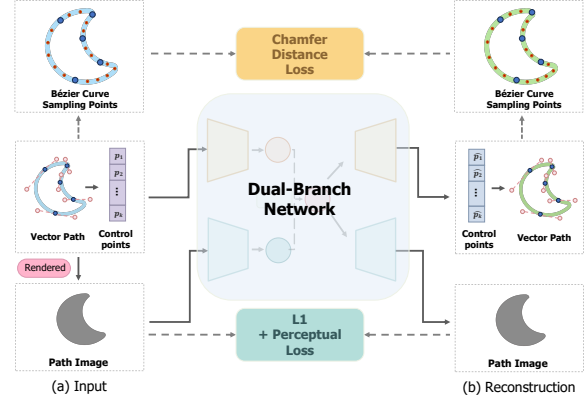 Chamfer
Distance
Loss
Bézier Curve
Sampling Points
Bézier Curve
Sampling Points
p₁
p₂
⋮
pₖ
Vector Path
Control
points
Dual-Branch
Network
p̂₁
p̂₂
⋮
p̂ₖ
Control
points
Vector Path
Rendered
L1
+ Perceptual
Loss
Path Image
Path Image
(a) Input
(b) Reconstruction